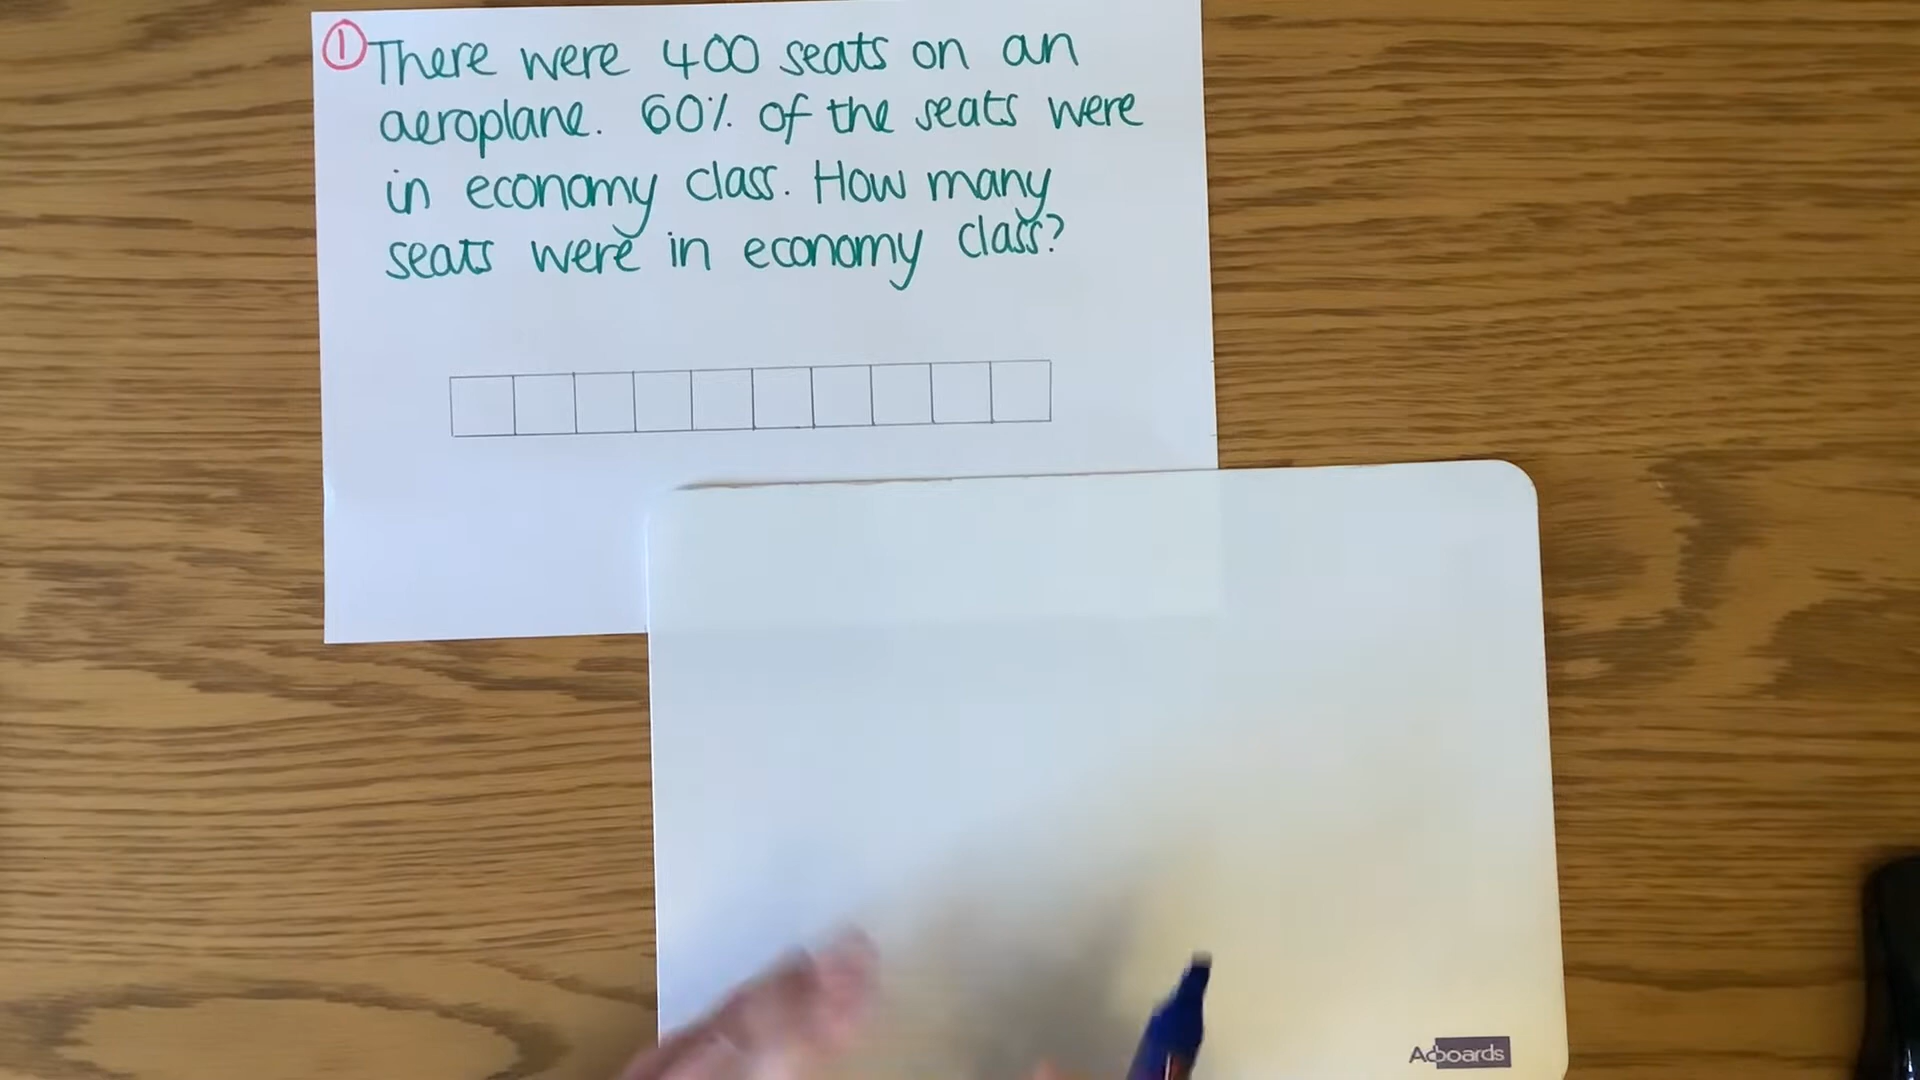 ① There were 400 seats on an
aeroplane. 60% of the seats were
in economy class. How many
seats were in economy class?
Adboards